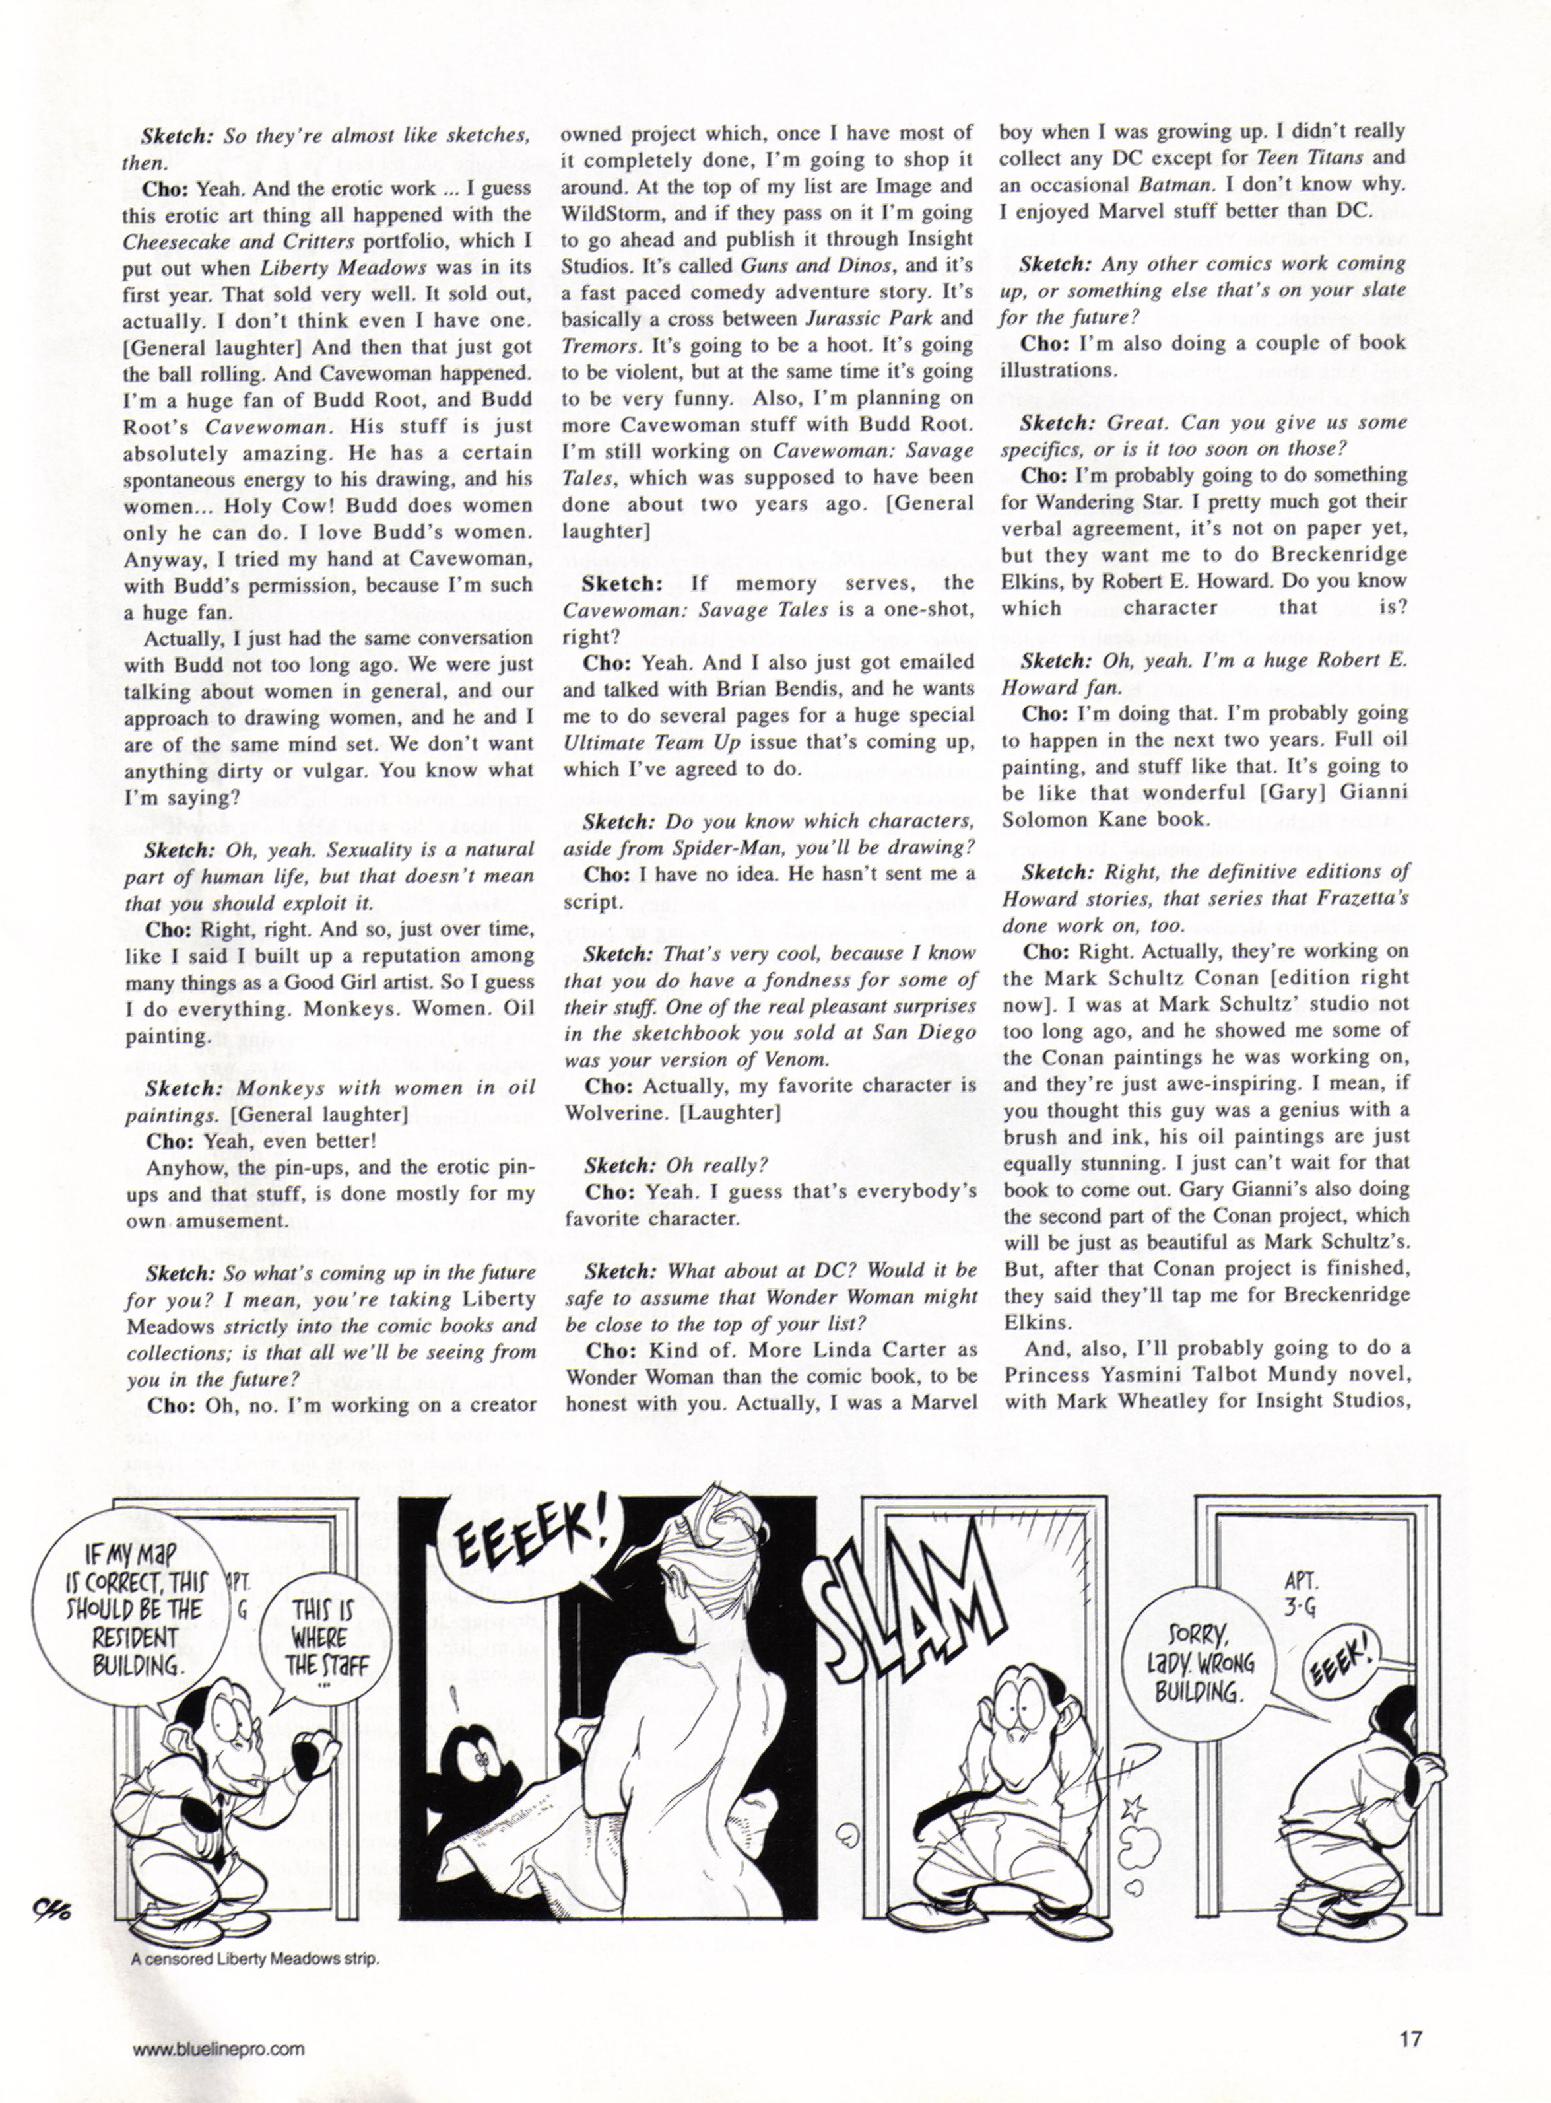 Sketch: So they're almost like sketches,
then.
Cho: Yeah. And the erotic work ... I guess
this erotic art thing all happened with the
Cheesecake and Critters portfolio, which I
put out when Liberty Meadows was in its
first year. That sold very well. It sold out,
actually. I don't think even I have one.
[General laughter] And then that just got
the ball rolling. And Cavewoman happened.
I'm a huge fan of Budd Root, and Budd
Root's Cavewoman. His stuff is just
absolutely amazing. He has a certain
spontaneous energy to his drawing, and his
women... Holy Cow! Budd does women
only he can do. I love Budd's women.
Anyway, I tried my hand at Cavewoman,
with Budd's permission, because I'm such
a huge fan.
Actually, I just had the same conversation
with Budd not too long ago. We were just
talking about women in general, and our
approach to drawing women, and he and I
are of the same mind set. We don't want
anything dirty or vulgar. You know what
I'm saying?
Sketch: Oh, yeah. Sexuality is a natural
part of human life, but that doesn't mean
that you should exploit it.
Cho: Right, right. And so, just over time,
like I said I built up a reputation among
many things as a Good Girl artist. So I guess
I do everything. Monkeys. Women. Oil
painting.
Sketch: Monkeys with women in oil
paintings. [General laughter]
Cho: Yeah, even better!
Anyhow, the pin-ups, and the erotic pin-
ups and that stuff, is done mostly for my
own amusement.
Sketch: So what's coming up in the future
for you? I mean, you're taking Liberty
Meadows strictly into the comic books and
collections; is that all we'll be seeing from
you in the future?
Cho: Oh, no. I'm working on a creator
owned project which, once I have most of
it completely done, I'm going to shop it
around. At the top of my list are Image and
WildStorm, and if they pass on it I'm going
to go ahead and publish it through Insight
Studios. It's called Guns and Dinos, and it's
a fast paced comedy adventure story. It's
basically a cross between Jurassic Park and
Tremors. It's going to be a hoot. It's going
to be violent, but at the same time it's going
to be very funny. Also, I'm planning on
more Cavewoman stuff with Budd Root.
I'm still working on Cavewoman: Savage
Tales, which was supposed to have been
done about two years ago. [General
laughter]
Sketch: If memory serves, the
Cavewoman: Savage Tales is a one-shot,
right?
Cho: Yeah. And I also just got emailed
and talked with Brian Bendis, and he wants
me to do several pages for a huge special
Ultimate Team Up issue that's coming up,
which I've agreed to do.
Sketch: Do you know which characters,
aside from Spider-Man, you'll be drawing?
Cho: I have no idea. He hasn't sent me a
script.
Sketch: That's very cool, because I know
that you do have a fondness for some of
their stuff. One of the real pleasant surprises
in the sketchbook you sold at San Diego
was your version of Venom.
Cho: Actually, my favorite character is
Wolverine. [Laughter]
Sketch: Oh really?
Cho: Yeah. I guess that's everybody's
favorite character.
Sketch: What about at DC? Would it be
safe to assume that Wonder Woman might
be close to the top of your list?
Cho: Kind of. More Linda Carter as
Wonder Woman than the comic book, to be
honest with you. Actually, I was a Marvel
boy when I was growing up. I didn't really
collect any DC except for Teen Titans and
an occasional Batman. I don't know why.
I enjoyed Marvel stuff better than DC.
Sketch: Any other comics work coming
up, or something else that's on your slate
for the future?
Cho: I'm also doing a couple of book
illustrations.
Sketch: Great. Can you give us some
specifics, or is it too soon on those?
Cho: I'm probably going to do something
for Wandering Star. I pretty much got their
verbal agreement, it's not on paper yet,
but they want me to do Breckenridge
Elkins, by Robert E. Howard. Do you know
which character that is?
Sketch: Oh, yeah. I'm a huge Robert E.
Howard fan.
Cho: I'm doing that. I'm probably going
to happen in the next two years. Full oil
painting, and stuff like that. It's going to
be like that wonderful [Gary] Gianni
Solomon Kane book.
Sketch: Right, the definitive editions of
Howard stories, that series that Frazetta's
done work on, too.
Cho: Right. Actually, they're working on
the Mark Schultz Conan [edition right
now]. I was at Mark Schultz' studio not
too long ago, and he showed me some of
the Conan paintings he was working on,
and they're just awe-inspiring. I mean, if
you thought this guy was a genius with a
brush and ink, his oil paintings are just
equally stunning. I just can't wait for that
book to come out. Gary Gianni's also doing
the second part of the Conan project, which
will be just as beautiful as Mark Schultz's.
But, after that Conan project is finished,
they said they'll tap me for Breckenridge
Elkins.
And, also, I'll probably going to do a
Princess Yasmini Talbot Mundy novel,
with Mark Wheatley for Insight Studios,
IF MY MAP
IS CORRECT, THIS
SHOULD BE THE
RESIDENT
BUILDING.
APT.
G
THIS IS
WHERE
THE STAFF
...
EEEEK!
!
SLAM
SORRY,
LADY. WRONG
BUILDING.
APT.
3-G
EEEK!
CHO
A censored Liberty Meadows strip.
www.bluelinepro.com
17